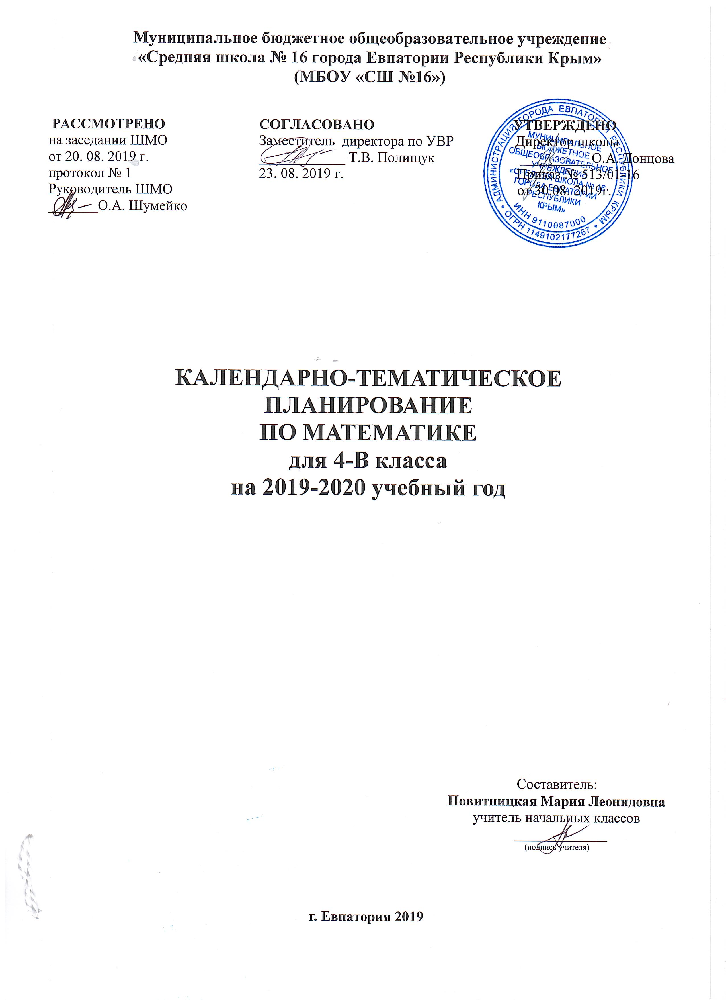 Муниципальное бюджетное общеобразовательное учреждение
«Средняя школа № 16 города Евпатории Республики Крым»
(МБОУ «СШ №16»)
РАССМОТРЕНО
на заседании ШМО
от 20. 08. 2019 г.
протокол № 1
Руководитель ШМО
О.А. Шумейко
СОГЛАСОВАНО
Заместитель директора по УВР
Т.В. Полищук
23. 08. 2019 г.
УТВЕРЖДЕНО
Директор школы
О.А. Донцова
Приказ № 513/01-16
от 30.08. 2019г.
АДМИНИСТРАЦИЯ ГОРОДА ЕВПАТОРИИ РЕСПУБЛИКИ КРЫМ
ОГРН 1149102177267
МУНИЦИПАЛЬНОЕ
БЮДЖЕТНОЕ
ОБЩЕОБРАЗОВАТЕЛЬНОЕ
УЧРЕЖДЕНИЕ
«СРЕДНЯЯ ШКОЛА № 16
ГОРОДА ЕВПАТОРИИ
РЕСПУБЛИКИ
КРЫМ»
ИНН 9110087000
КАЛЕНДАРНО-ТЕМАТИЧЕСКОЕ
ПЛАНИРОВАНИЕ
ПО МАТЕМАТИКЕ
для 4-В класса
на 2019-2020 учебный год
Составитель:
Повитницкая Мария Леонидовна
учитель начальных классов
(подпись учителя)
г. Евпатория 2019